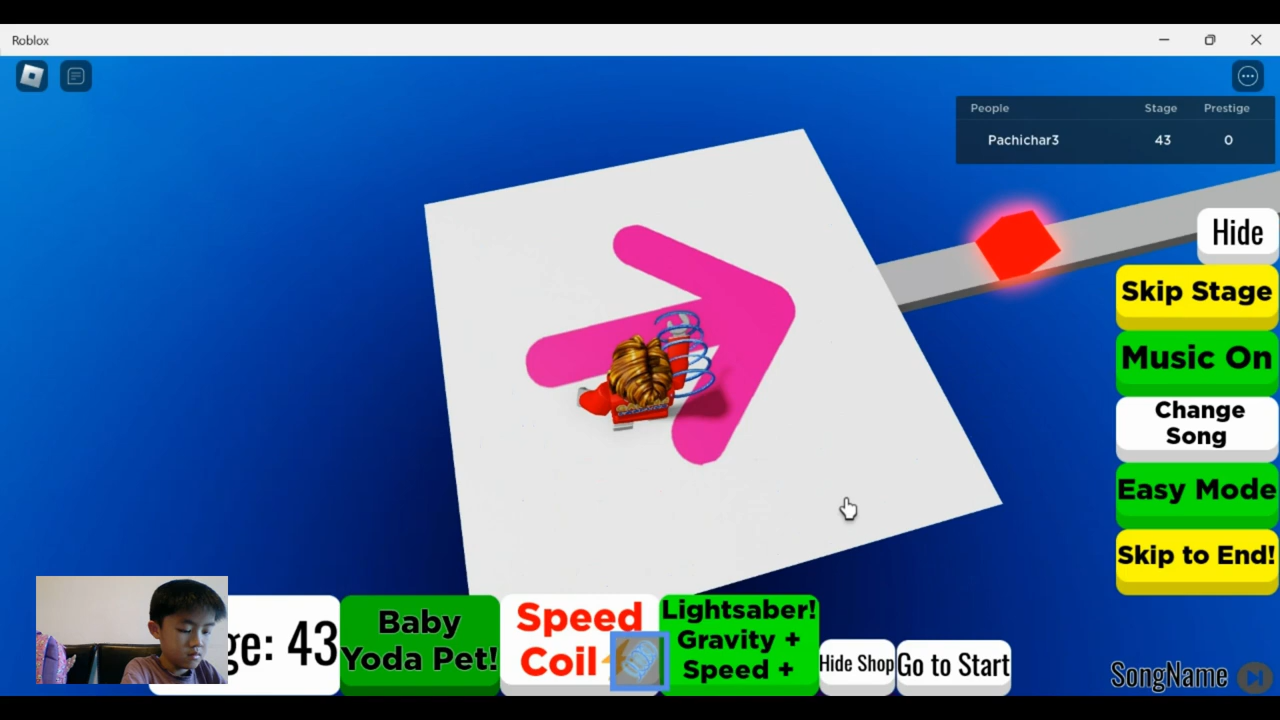 Roblox
People Stage Prestige
Pachichar3 43 0
Hide
Skip Stage
Music On
Change
Song
Easy Mode
Skip to End!
ge: 43
Baby
Yoda Pet!
Speed
Coil
Lightsaber!
Gravity +
Speed +
Hide Shop
Go to Start
SongName